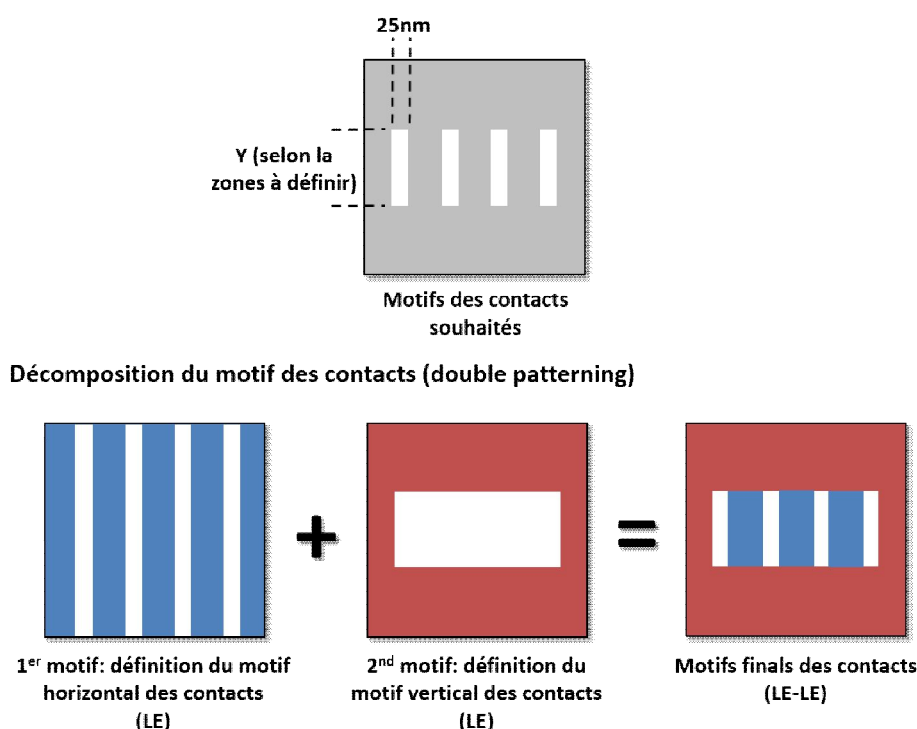 25nm
Y (selon la
zones à définir)
Motifs des contacts
souhaités
Décomposition du motif des contacts (double patterning)
+
=
1er motif: définition du motif
horizontal des contacts
(LE)
2nd motif: définition du
motif vertical des contacts
(LE)
Motifs finals des contacts
(LE-LE)